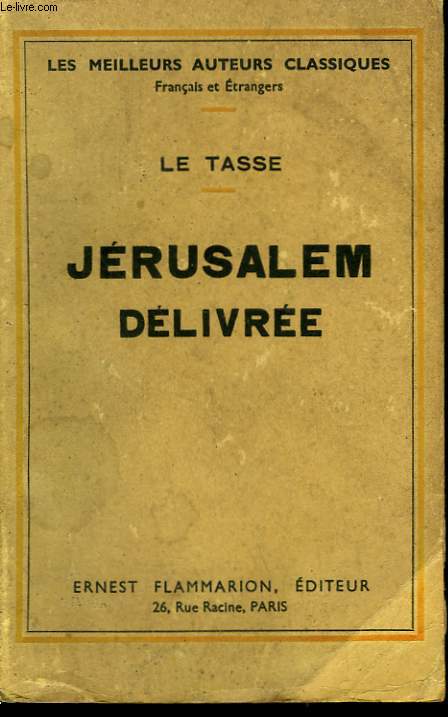 Le-livre.com
LES MEILLEURS AUTEURS CLASSIQUES
Français et Étrangers
LE TASSE
JÉRUSALEM
DÉLIVRÉE
ERNEST FLAMMARION, ÉDITEUR
26, Rue Racine, PARIS